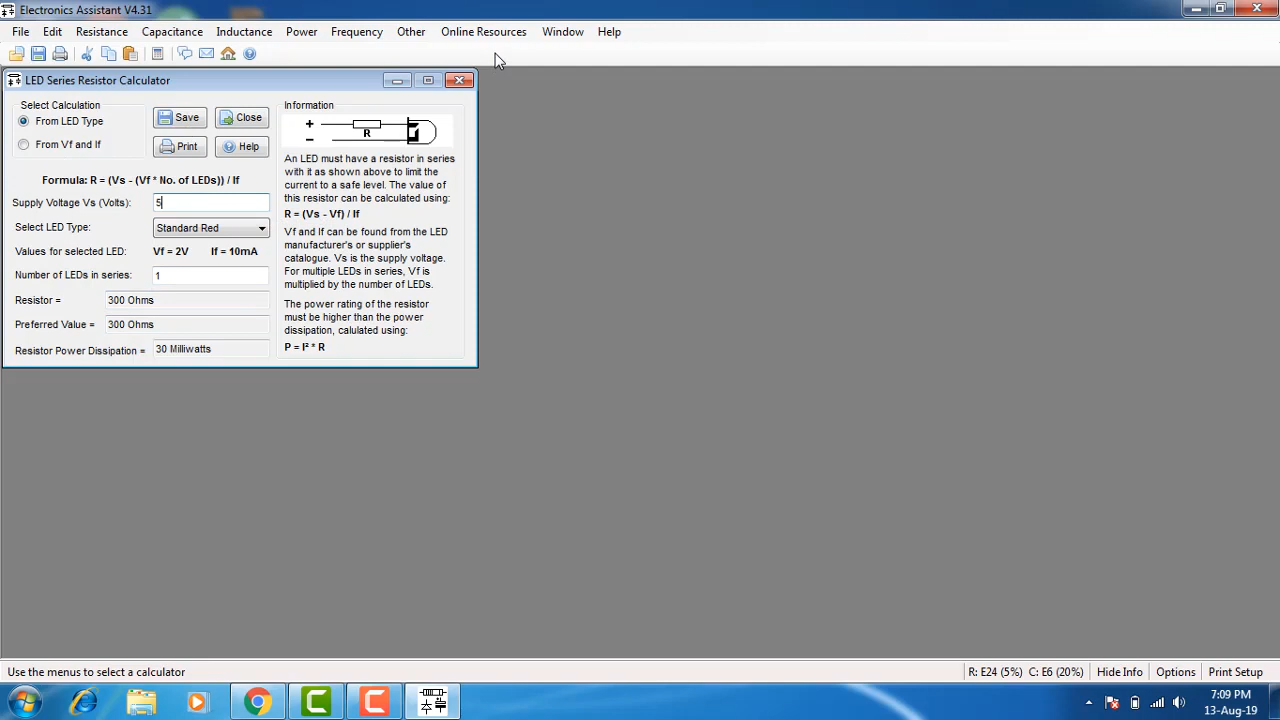 Electronics Assistant V4.31
File Edit Resistance Capacitance Inductance Power Frequency Other Online Resources Window Help
LED Series Resistor Calculator
Select Calculation
From LED Type
From Vf and If
Save
Close
Print
Help
Formula: R = (Vs - (Vf * No. of LEDs)) / If
Supply Voltage Vs (Volts): 5
Select LED Type: Standard Red
Values for selected LED: Vf = 2V If = 10mA
Number of LEDs in series: 1
Resistor = 300 Ohms
Preferred Value = 300 Ohms
Resistor Power Dissipation = 30 Milliwatts
Information
+
R
−
An LED must have a resistor in series
with it as shown above to limit the
current to a safe level. The value of
this resistor can be calculated using:
R = (Vs - Vf) / If
Vf and If can be found from the LED
manufacturer's or supplier's
catalogue. Vs is the supply voltage.
For multiple LEDs in series, Vf is
multiplied by the number of LEDs.
The power rating of the resistor
must be higher than the power
dissipation, calulated using:
P = I² * R
Use the menus to select a calculator
R: E24 (5%) C: E6 (20%) Hide Info Options Print Setup
7:09 PM
13-Aug-19